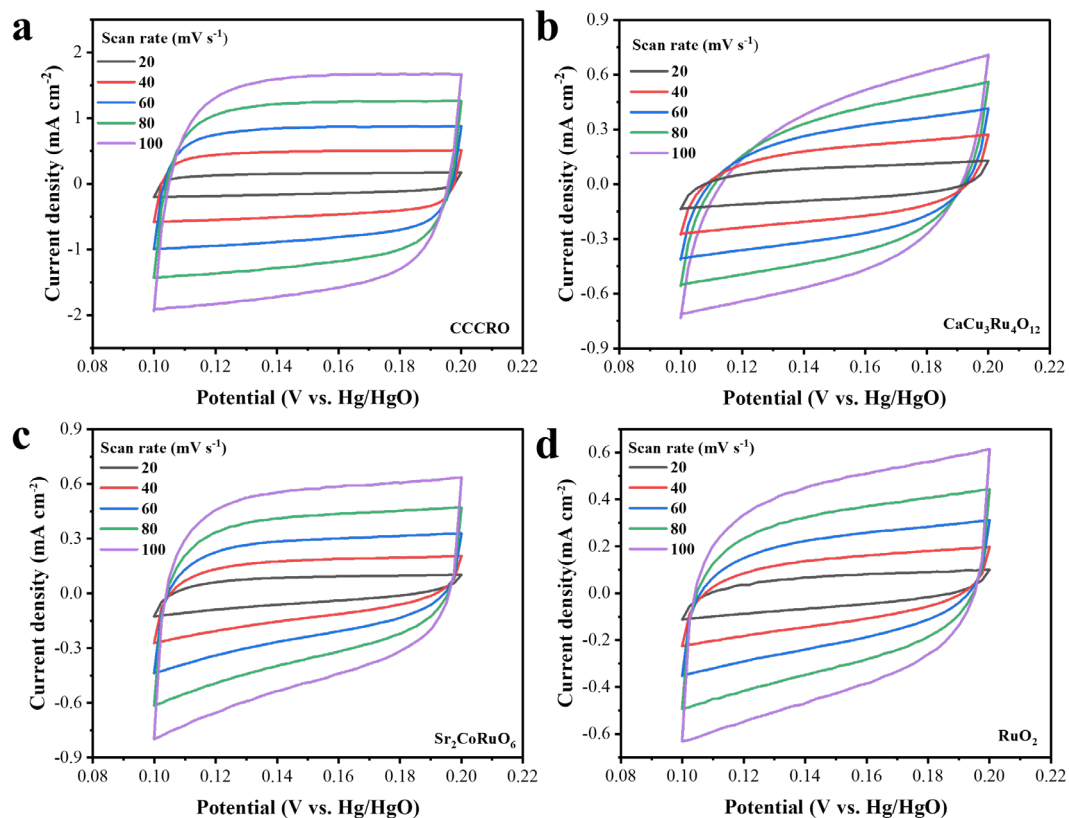 a
Scan rate (mV s⁻¹)
20
40
60
80
100
2
1
0
-1
-2
Current density (mA cm⁻²)
CCCRO
0.08 0.10 0.12 0.14 0.16 0.18 0.20 0.22
Potential (V vs. Hg/HgO)
b
Scan rate (mV s⁻¹)
20
40
60
80
100
0.9
0.6
0.3
0.0
-0.3
-0.6
-0.9
Current density (mA cm⁻²)
CaCu₃Ru₄O₁₂
0.08 0.10 0.12 0.14 0.16 0.18 0.20 0.22
Potential (V vs. Hg/HgO)
c
Scan rate (mV s⁻¹)
20
40
60
80
100
0.9
0.6
0.3
0.0
-0.3
-0.6
-0.9
Current density (mA cm⁻²)
Sr₂CoRuO₆
0.08 0.10 0.12 0.14 0.16 0.18 0.20 0.22
Potential (V vs. Hg/HgO)
d
Scan rate (mV s⁻¹)
20
40
60
80
100
0.6
0.4
0.2
0.0
-0.2
-0.4
-0.6
Current density(mA cm⁻²)
RuO₂
0.08 0.10 0.12 0.14 0.16 0.18 0.20 0.22
Potential (V vs. Hg/HgO)